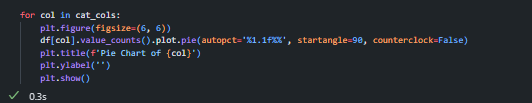 for col in cat_cols:
    plt.figure(figsize=(6, 6))
    df[col].value_counts().plot.pie(autopct='%1.1f%%', startangle=90, counterclock=False)
    plt.title(f'Pie Chart of {col}')
    plt.ylabel('')
    plt.show()
0.3s